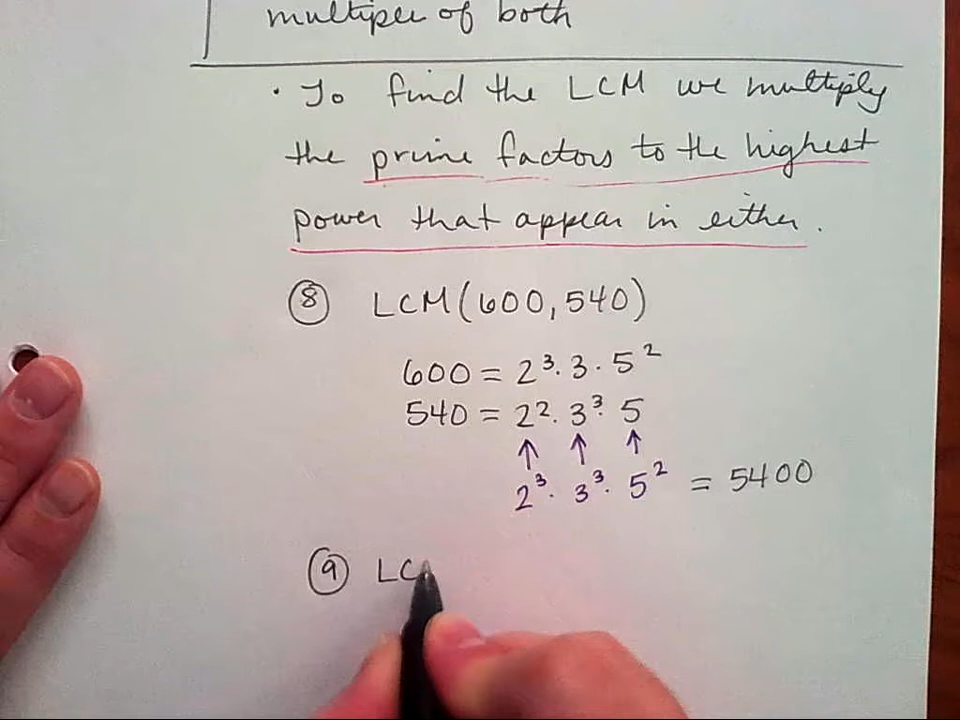 multiple of both
· To find the LCM we multiply
the prime factors to the highest
power that appear in either.
⑧ LCM(600,540)
600 = 2³·3·5²
540 = 2²·3³·5
↑ ↑ ↑
2³·3³·5² = 5400
⑨ LC